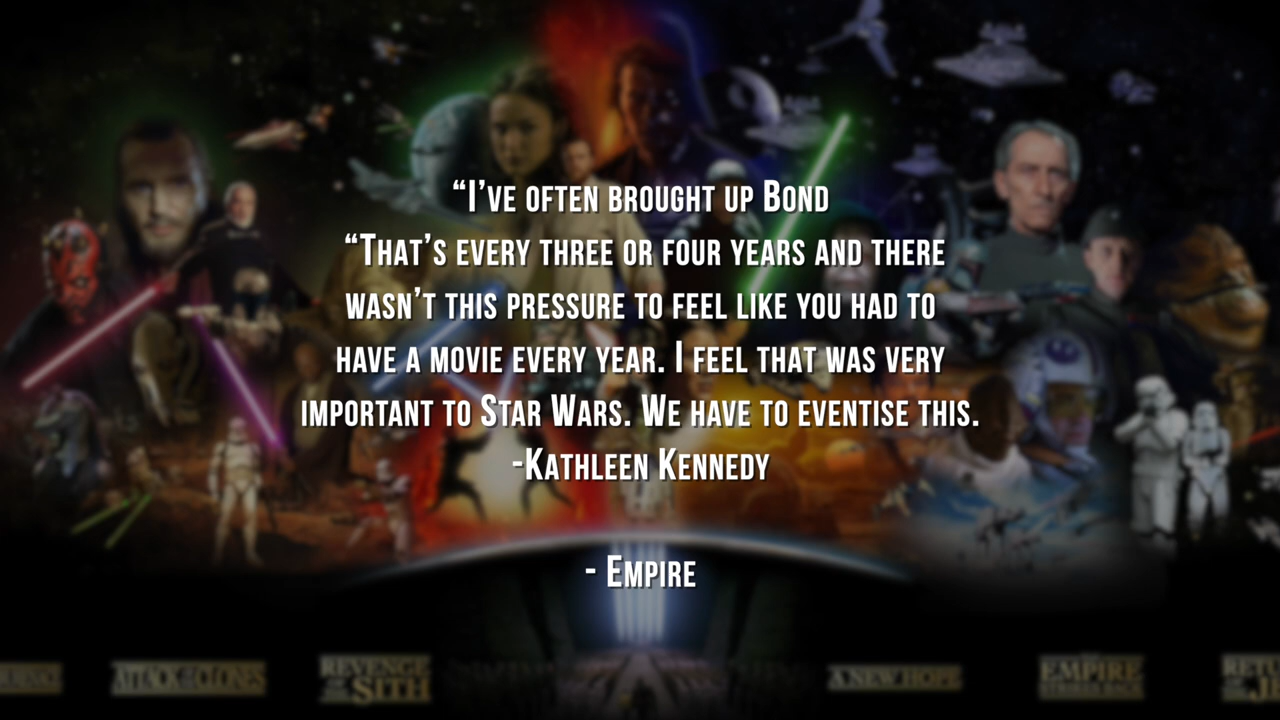 “I’ve often brought up Bond
“That’s every three or four years and there
wasn’t this pressure to feel like you had to
have a movie every year. I feel that was very
important to Star Wars. We have to eventise this.
-Kathleen Kennedy
- Empire
ATTACK OF THE CLONES
REVENGE OF THE SITH
A NEW HOPE
EMPIRE STRIKES BACK